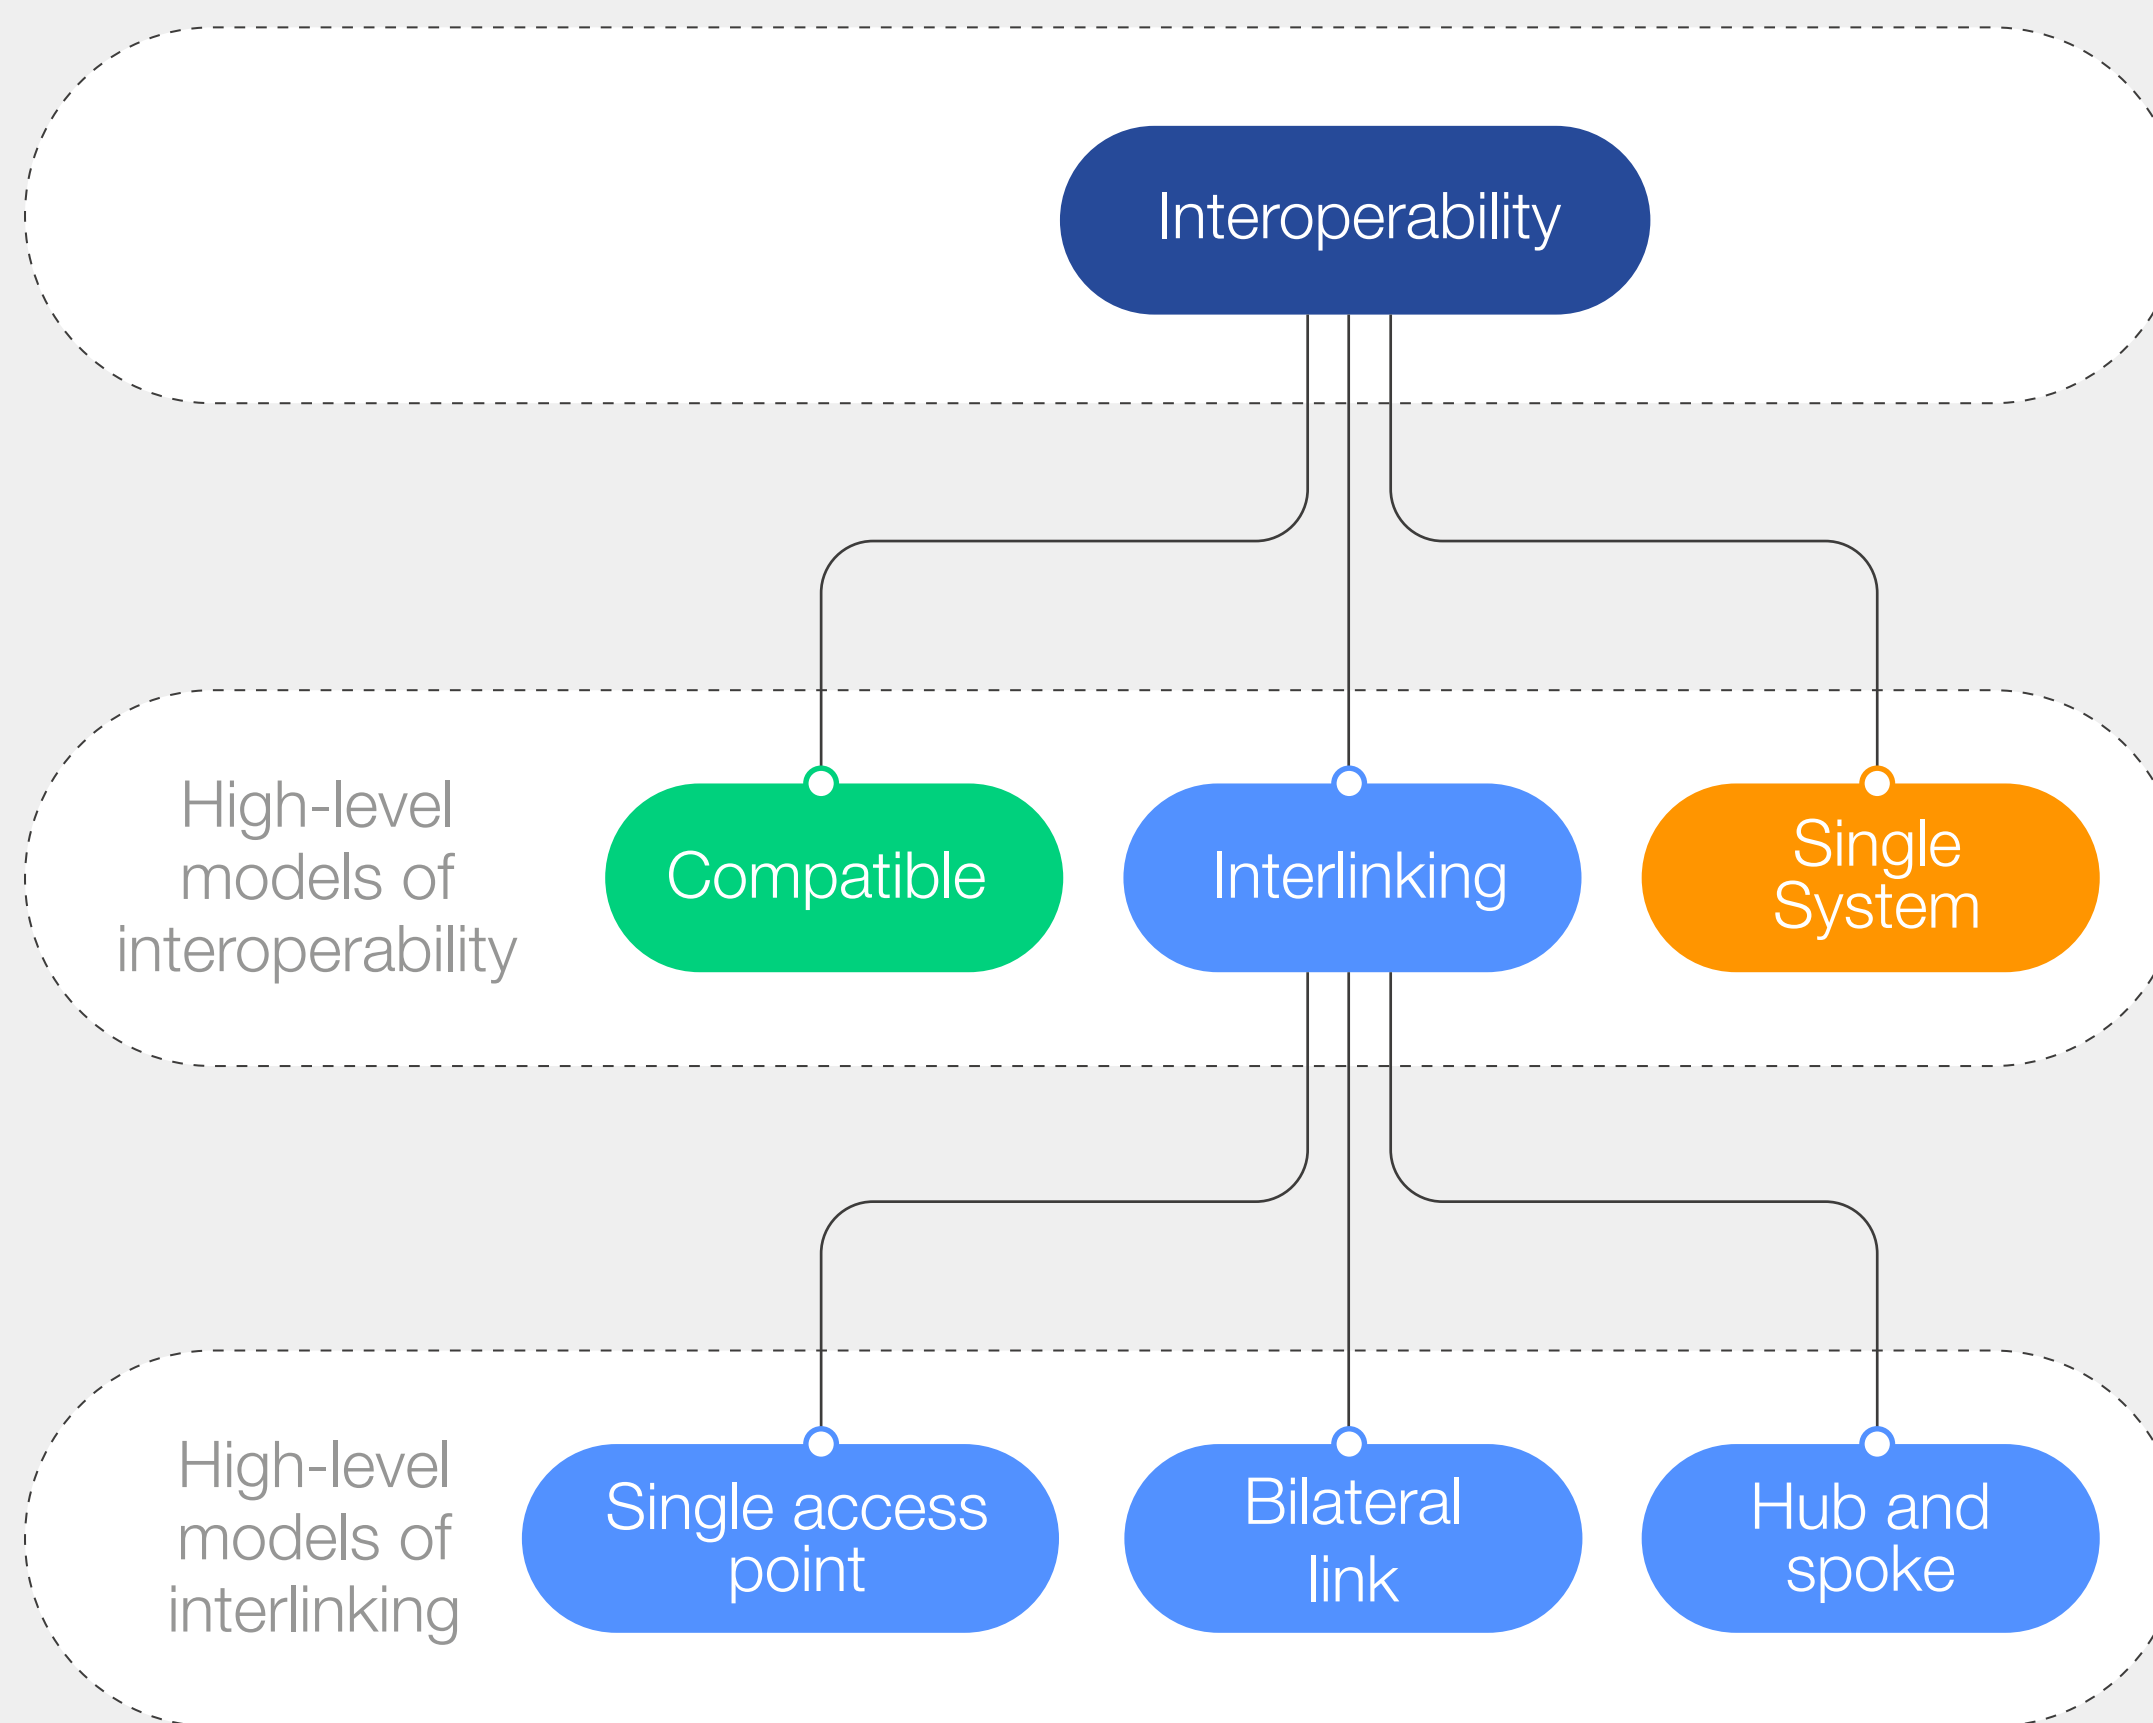 Interoperability
High-level
models of
interoperability
Compatible
Interlinking
Single
System
High-level
models of
interlinking
Single access
point
Bilateral
link
Hub and
spoke